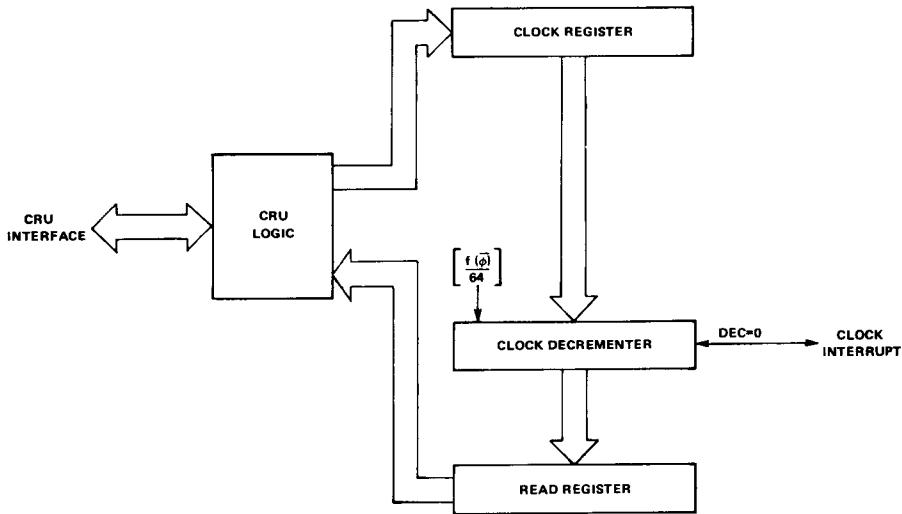 CLOCK REGISTER
CRU
INTERFACE
CRU
LOGIC
f (φ̅)
64
CLOCK DECREMENTER
DEC=0
CLOCK
INTERRUPT
READ REGISTER